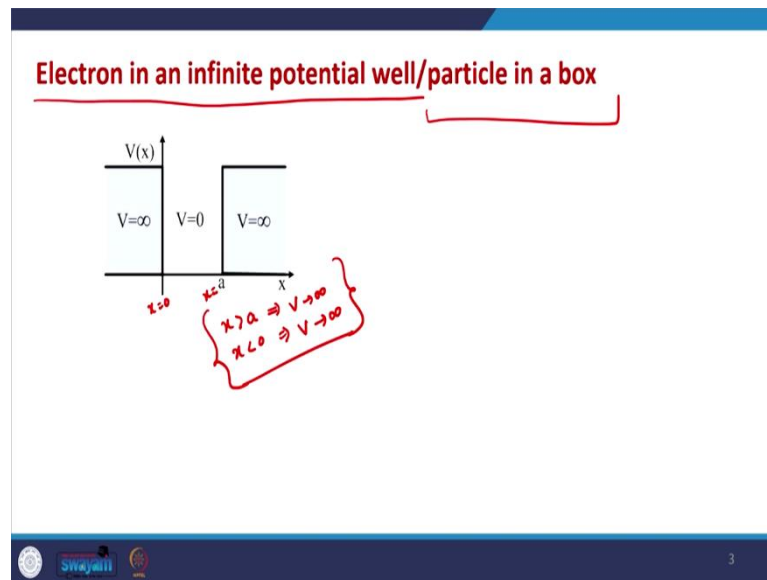 Electron in an infinite potential well/particle in a box
V(x)
V=∞ V=0 V=∞
a x
x=0 x=
x>a ⇒ V→∞
x<0 ⇒ V→∞
swayam
3